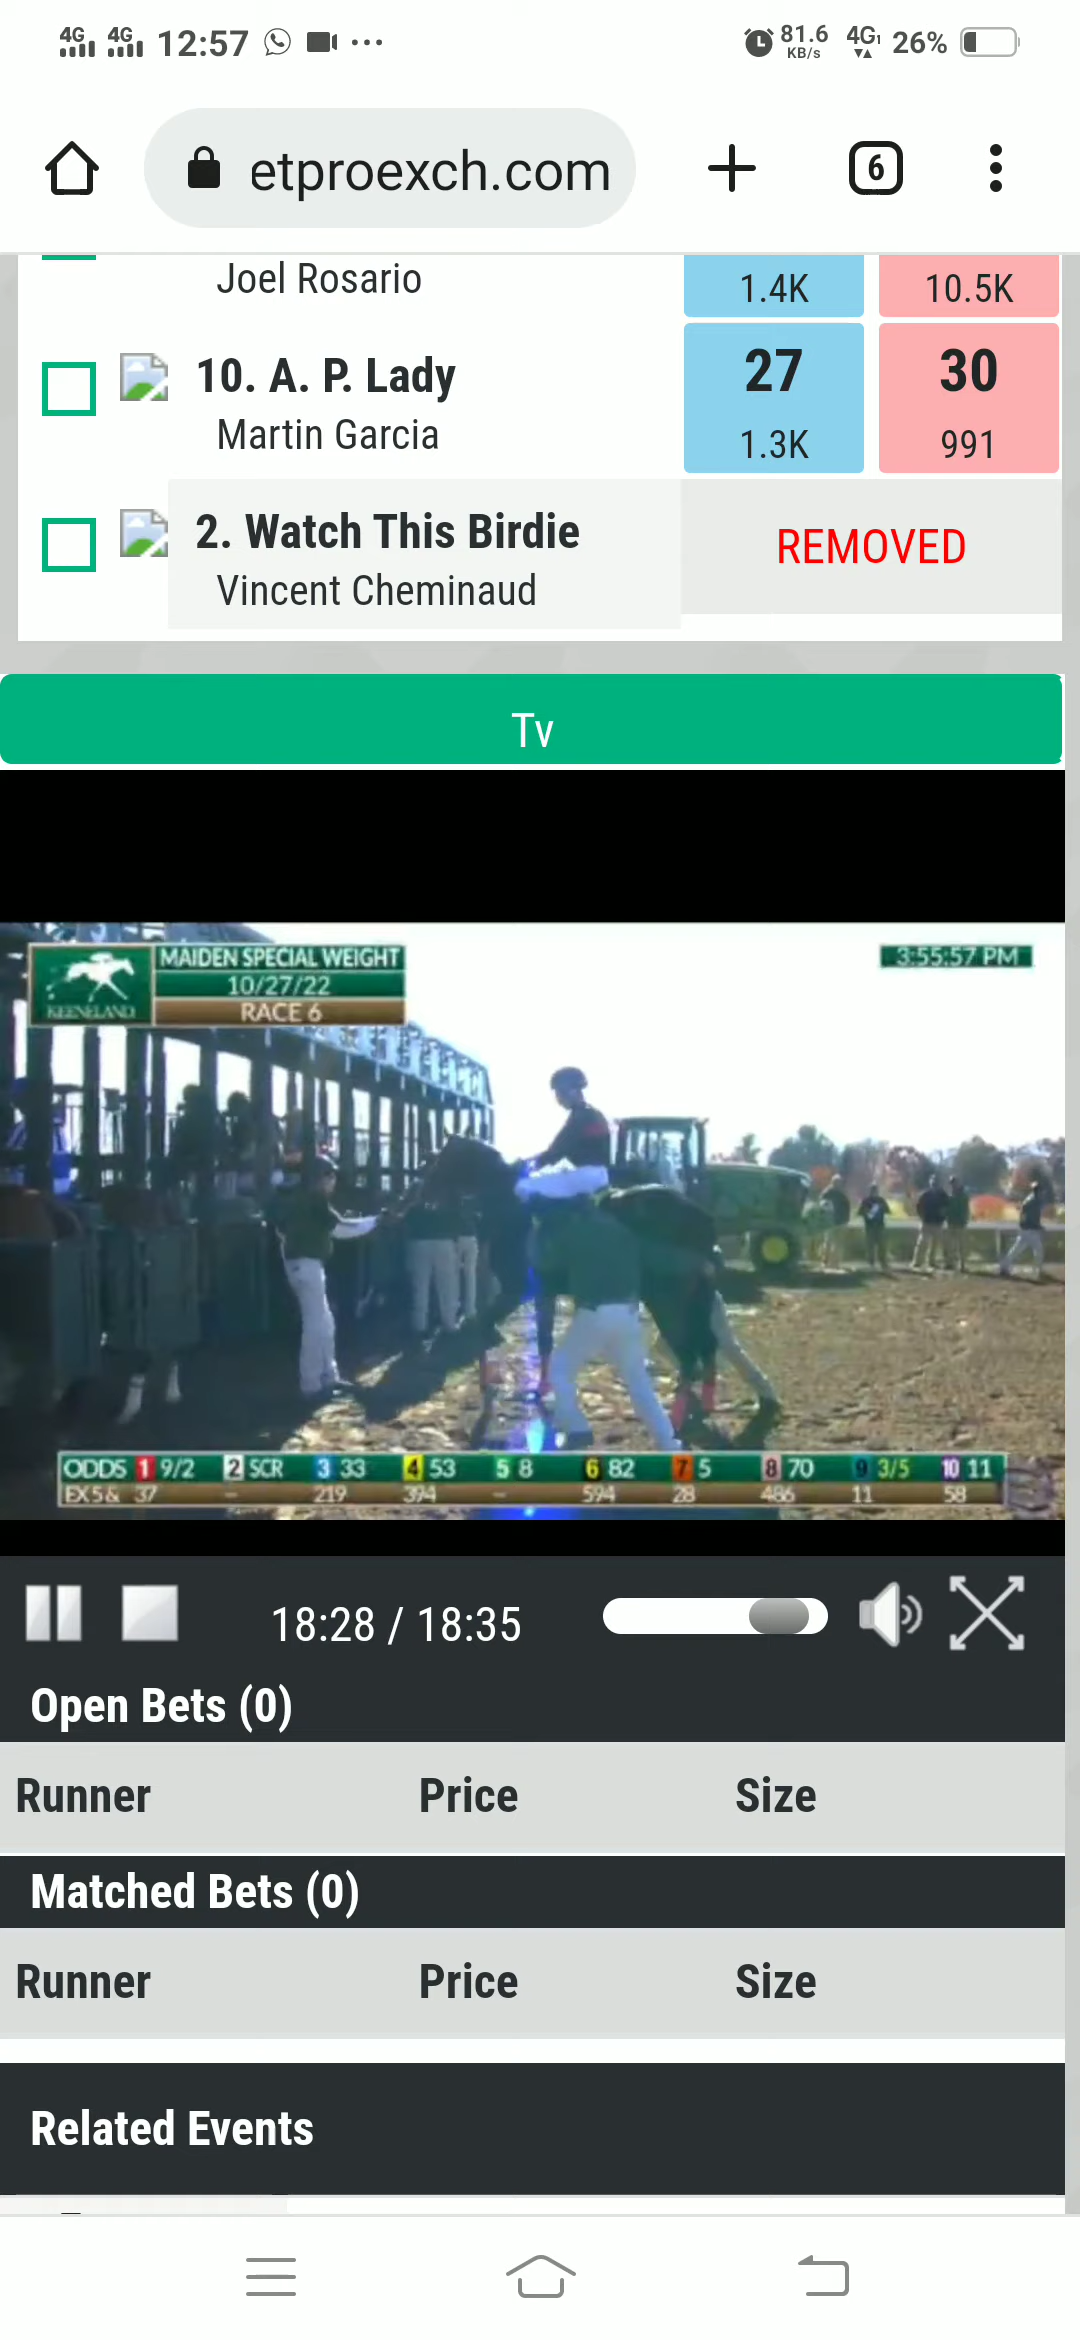 4G 4G 12:57 81.6 KB/s 4G1 26%
etproexch.com 6
Joel Rosario 1.4K 10.5K
10. A. P. Lady 27 30
Martin Garcia 1.3K 991
2. Watch This Birdie REMOVED
Vincent Cheminaud
Tv
MAIDEN SPECIAL WEIGHT 3:55:57 PM
10/27/22
KEENELAND RACE 6
ODDS 1 9/2 2 SCR 3 33 4 53 5 8 6 82 7 5 8 70 9 3/5 10 11
EX 5& 37 – 219 394 – 594 28 486 11 58
18:28 / 18:35
Open Bets (0)
Runner Price Size
Matched Bets (0)
Runner Price Size
Related Events